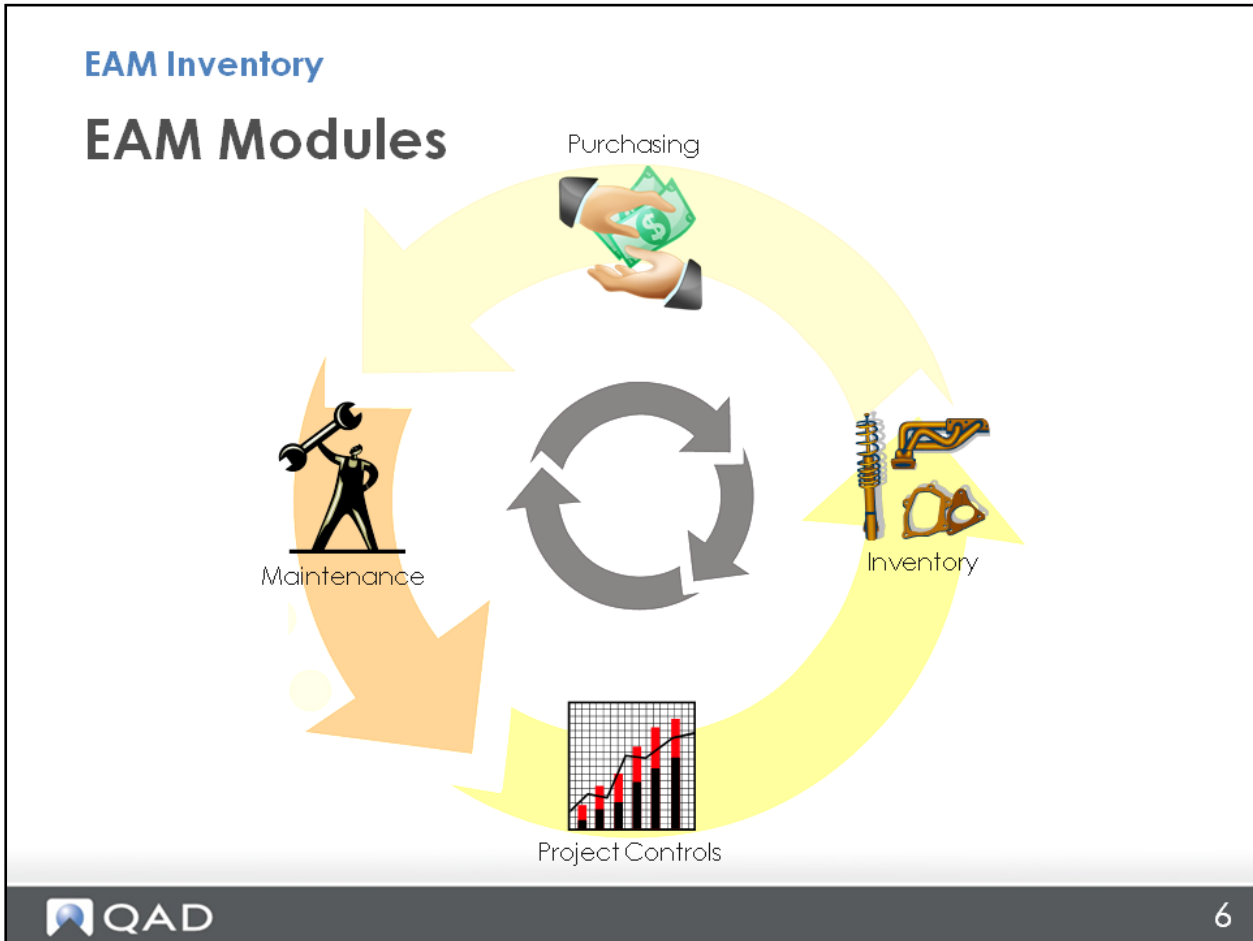 EAM Inventory
EAM Modules
Purchasing
$
Maintenance
Inventory
Project Controls
QAD
6